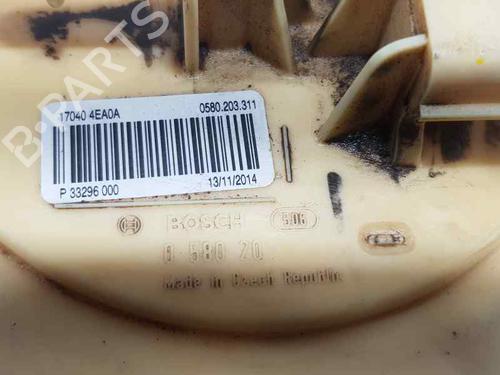 B-PARTS
17040 4EA0A 0580.203.311
P 33296 000 13/11/2014
BOSCH 506
0 580 20
Made in Czech Republic